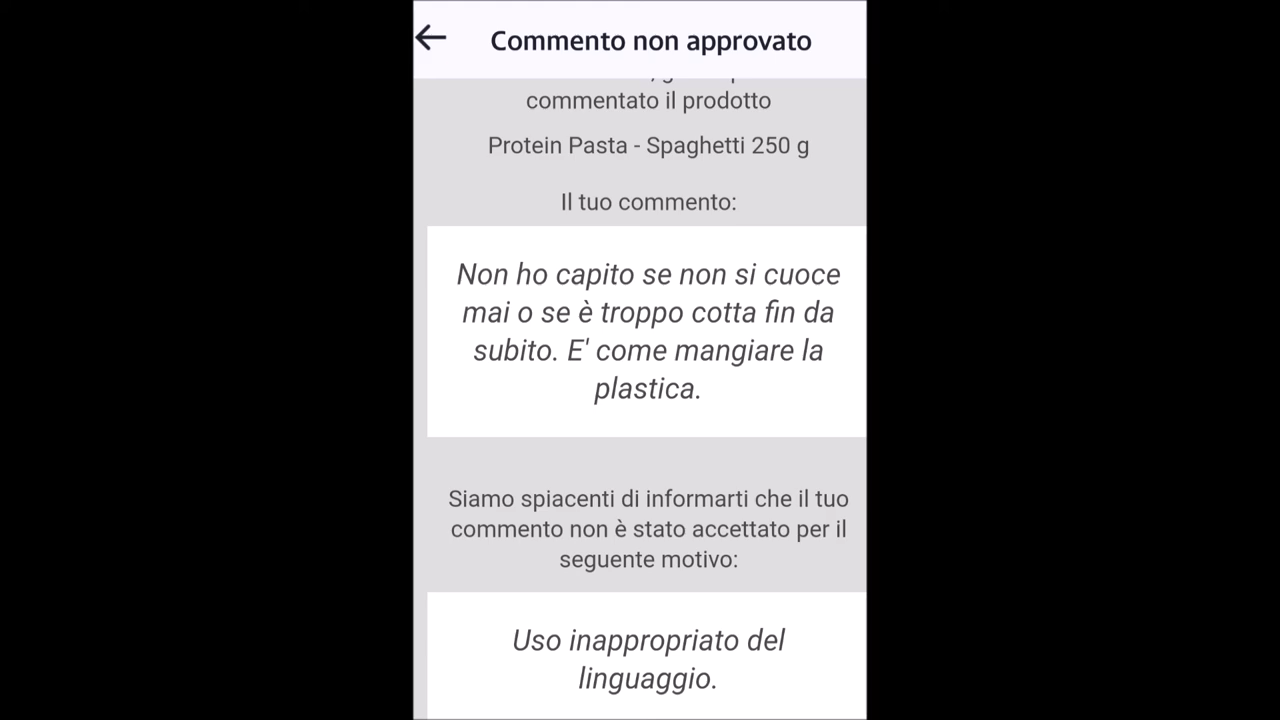 Commento non approvato
commentato il prodotto
Protein Pasta - Spaghetti 250 g
Il tuo commento:
Non ho capito se non si cuoce
mai o se è troppo cotta fin da
subito. E' come mangiare la
plastica.
Siamo spiacenti di informarti che il tuo
commento non è stato accettato per il
seguente motivo:
Uso inappropriato del
linguaggio.